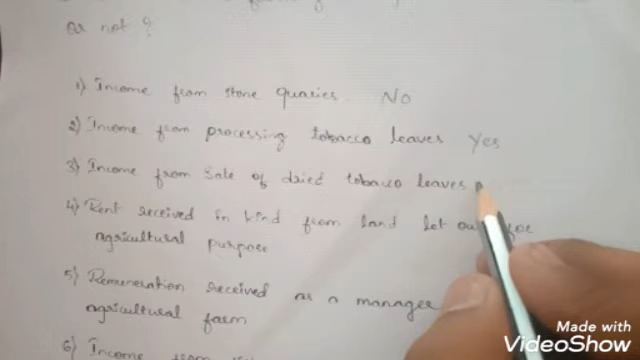 or not ?
1) Income from stone quaries. No
2) Income from processing tobacco leaves Yes
3) Income from sale of dried tobacco leaves
4) Rent received in kind from land let for
agricultural purpose
5) Remuneration received as a manager
agricultural farm
6) Income from
Made with
VideoShow